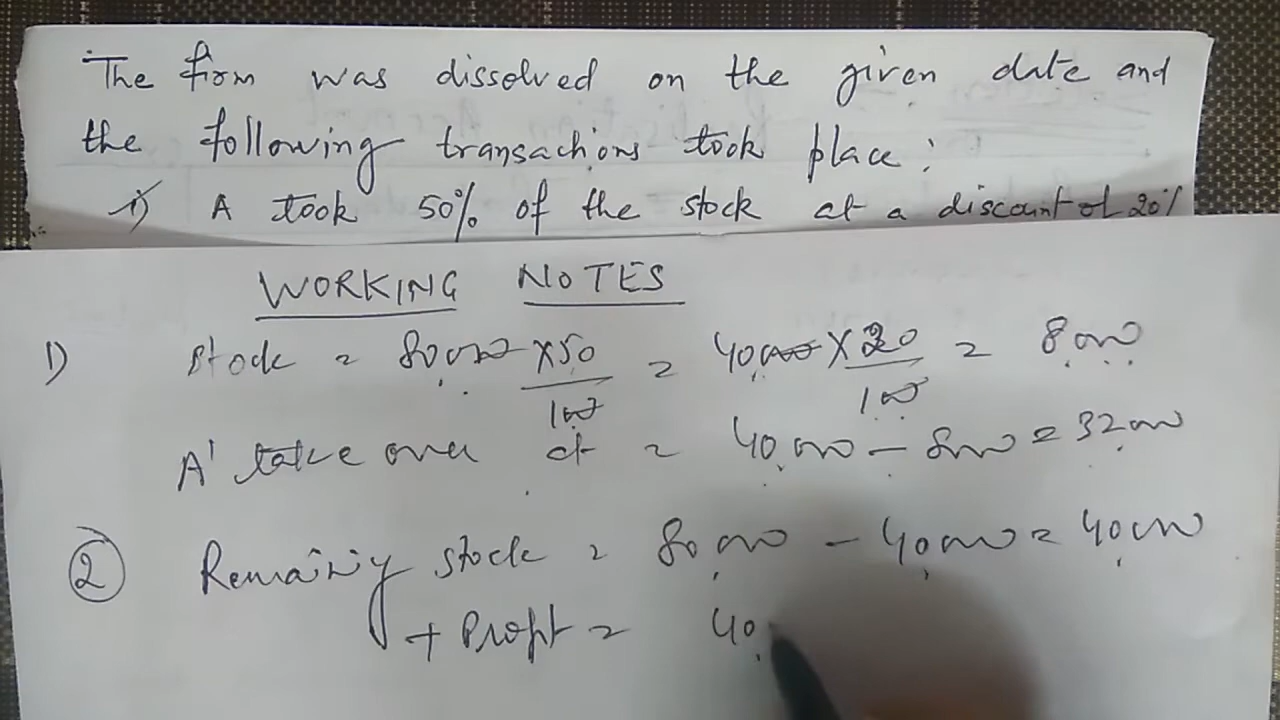 The firm was dissolved on the given date and
the following transactions took place:
i) A took 50% of the stock at a discount of 20%
WORKING NOTES
1) Stock = 80,000 × 50/100 = 40,000 × 20/100 = 8,000
A' take over at = 40,000 - 8,000 = 32,000
② Remaining stock = 80,000 - 40,000 = 40,000
+ Profit = 40,